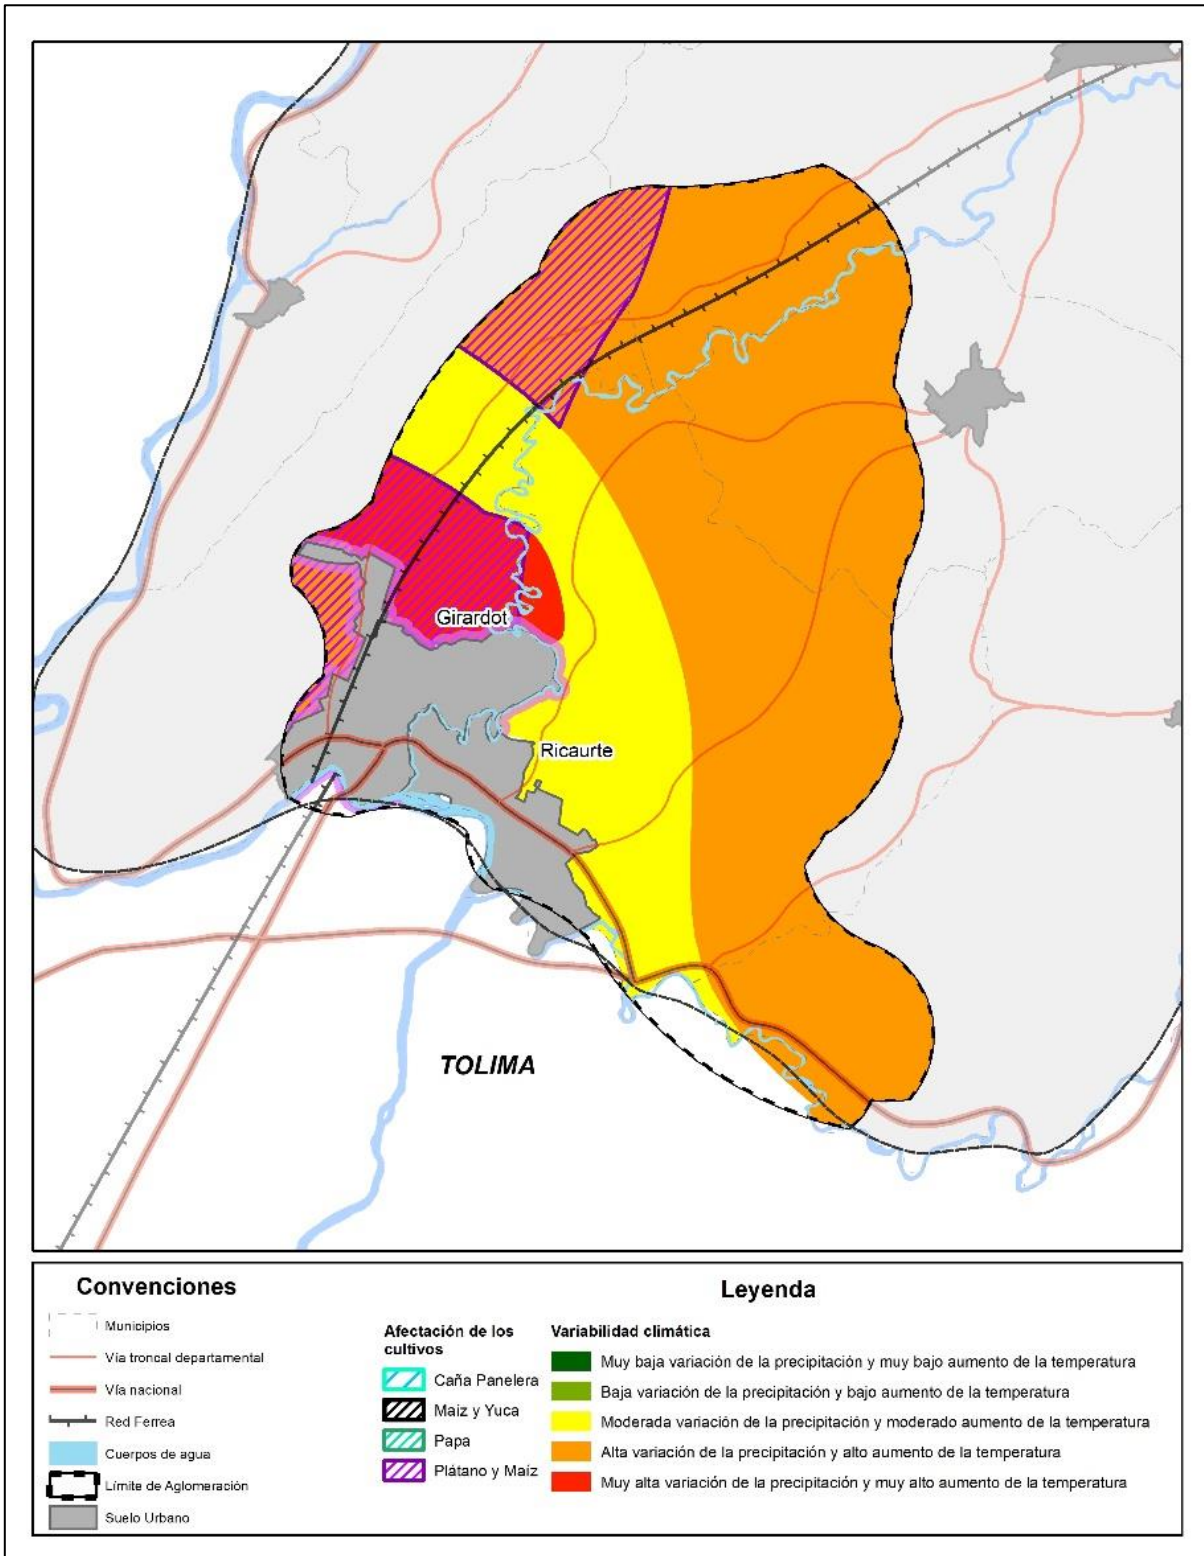 Girardot
Ricaurte
TOLIMA
Convenciones
Municipios
Vía troncal departamental
Vía nacional
Red Ferrea
Cuerpos de agua
Límite de Aglomeración
Suelo Urbano
Leyenda
Afectación de los
cultivos
Caña Panelera
Maiz y Yuca
Papa
Plátano y Maíz
Variabilidad climática
Muy baja variación de la precipitación y muy bajo aumento de la temperatura
Baja variación de la precipitación y bajo aumento de la temperatura
Moderada variación de la precipitación y moderado aumento de la temperatura
Alta variación de la precipitación y alto aumento de la temperatura
Muy alta variación de la precipitación y muy alto aumento de la temperatura